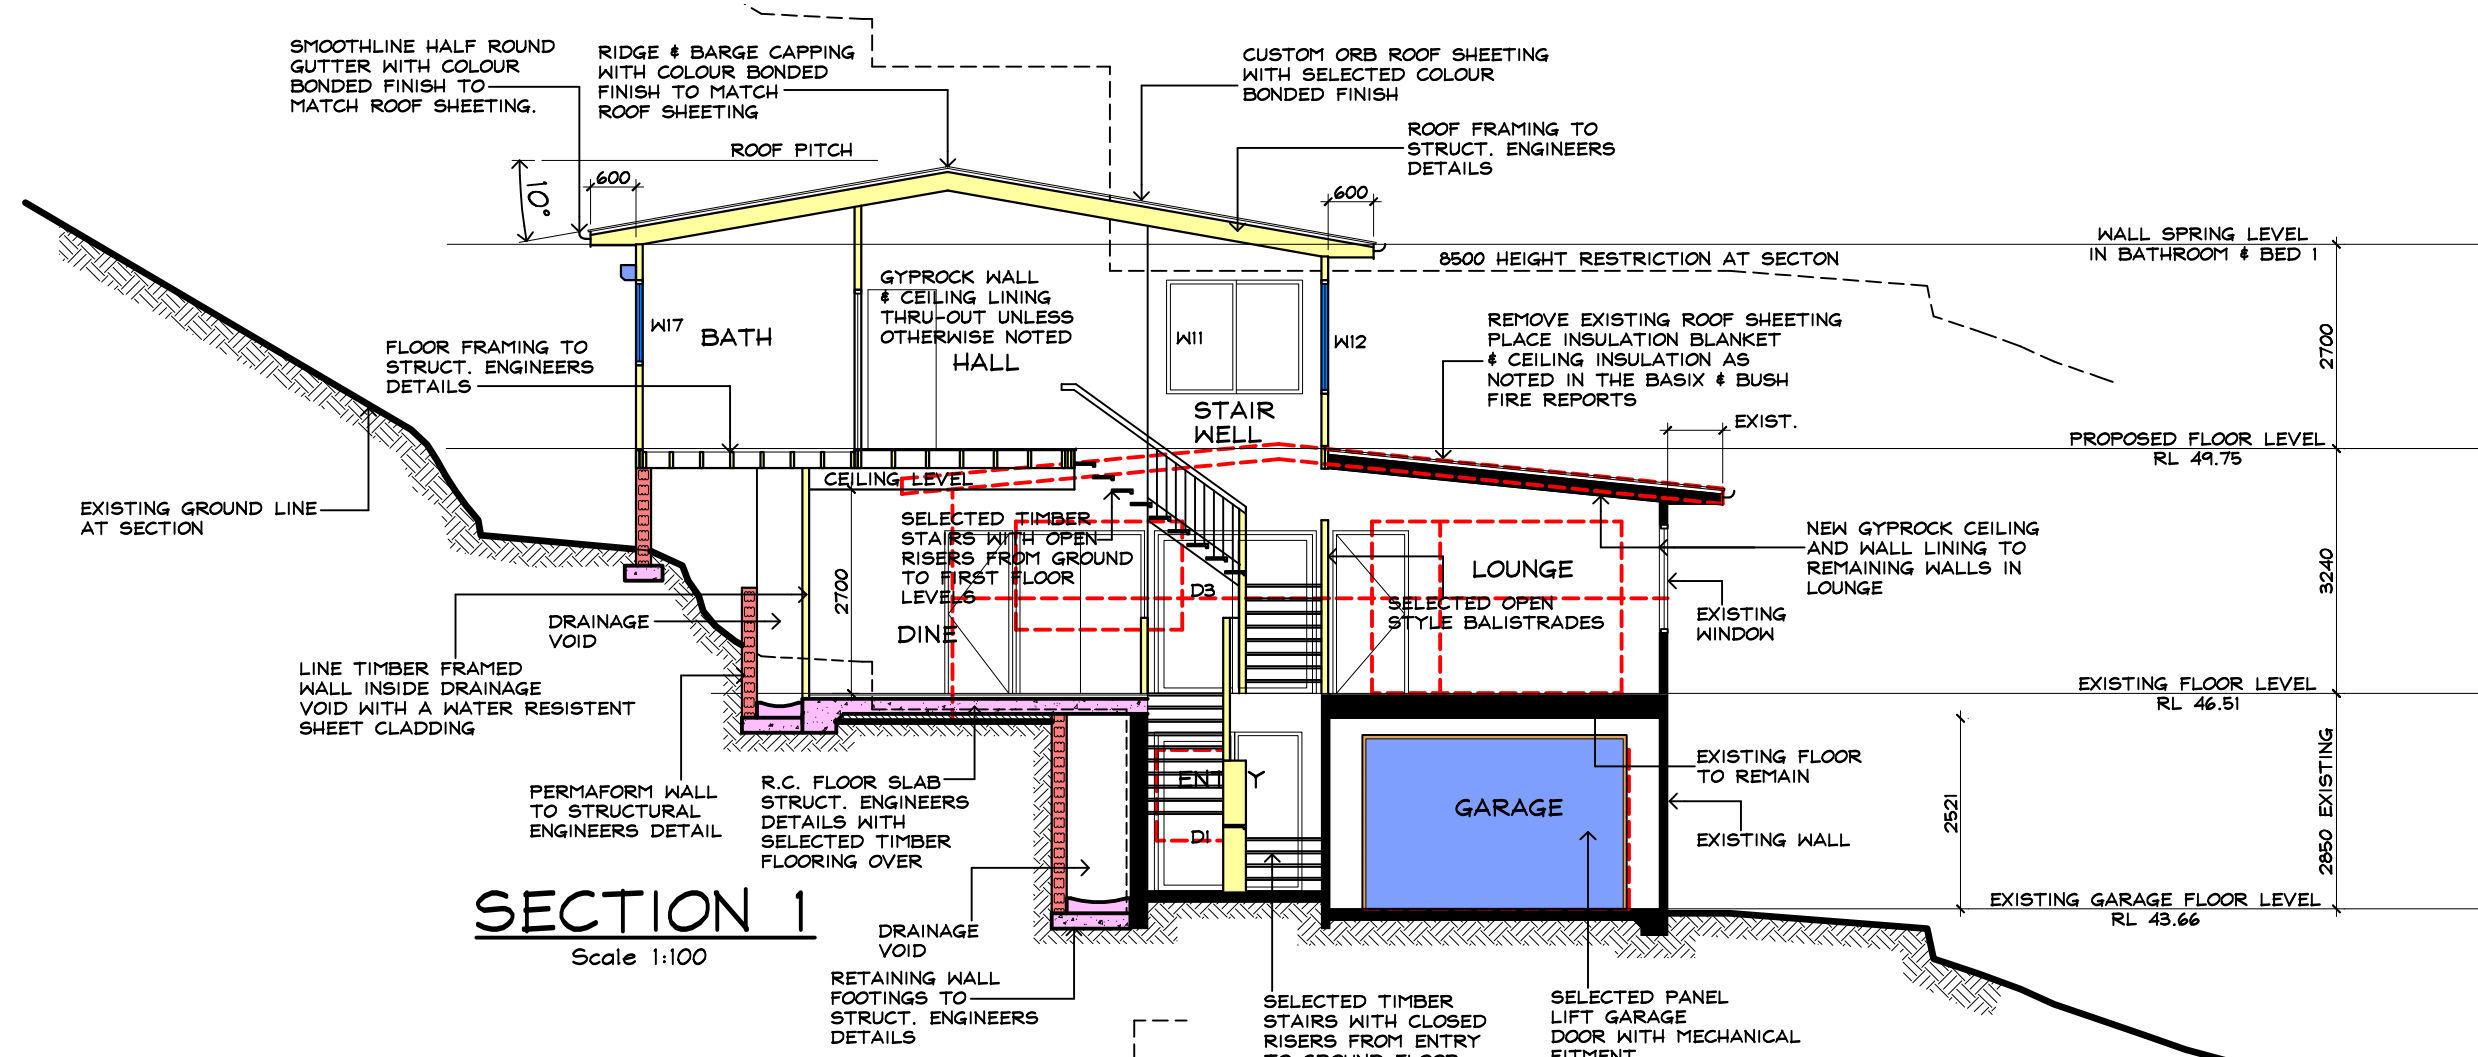 SMOOTHLINE HALF ROUND
GUTTER WITH COLOUR
BONDED FINISH TO
MATCH ROOF SHEETING.
RIDGE & BARGE CAPPING
WITH COLOUR BONDED
FINISH TO MATCH
ROOF SHEETING
CUSTOM ORB ROOF SHEETING
WITH SELECTED COLOUR
BONDED FINISH
ROOF FRAMING TO
STRUCT. ENGINEERS
DETAILS
ROOF PITCH
10°
600
600
WALL SPRING LEVEL
IN BATHROOM & BED 1
8500 HEIGHT RESTRICTION AT SECTON
GYPROCK WALL
& CEILING LINING
THRU-OUT UNLESS
OTHERWISE NOTED
HALL
W17
BATH
W11
W12
STAIR
WELL
REMOVE EXISTING ROOF SHEETING
PLACE INSULATION BLANKET
& CEILING INSULATION AS
NOTED IN THE BASIX & BUSH
FIRE REPORTS
EXIST.
2700
FLOOR FRAMING TO
STRUCT. ENGINEERS
DETAILS
PROPOSED FLOOR LEVEL
RL 49.75
CEILING LEVEL
EXISTING GROUND LINE
AT SECTION
SELECTED TIMBER
STAIRS WITH OPEN
RISERS FROM GROUND
TO FIRST FLOOR
LEVELS
2700
DINE
D3
LOUNGE
SELECTED OPEN
STYLE BALISTRADES
NEW GYPROCK CEILING
AND WALL LINING TO
REMAINING WALLS IN
LOUNGE
EXISTING
WINDOW
3240
DRAINAGE
VOID
LINE TIMBER FRAMED
WALL INSIDE DRAINAGE
VOID WITH A WATER RESISTENT
SHEET CLADDING
EXISTING FLOOR LEVEL
RL 46.51
PERMAFORM WALL
TO STRUCTURAL
ENGINEERS DETAIL
R.C. FLOOR SLAB
STRUCT. ENGINEERS
DETAILS WITH
SELECTED TIMBER
FLOORING OVER
ENTRY
D1
GARAGE
EXISTING FLOOR
TO REMAIN
EXISTING WALL
2521
2850 EXISTING
EXISTING GARAGE FLOOR LEVEL
RL 43.66
SECTION 1
Scale 1:100
DRAINAGE
VOID
RETAINING WALL
FOOTINGS TO
STRUCT. ENGINEERS
DETAILS
SELECTED TIMBER
STAIRS WITH CLOSED
RISERS FROM ENTRY
TO GROUND FLOOR
SELECTED PANEL
LIFT GARAGE
DOOR WITH MECHANICAL
FITMENT